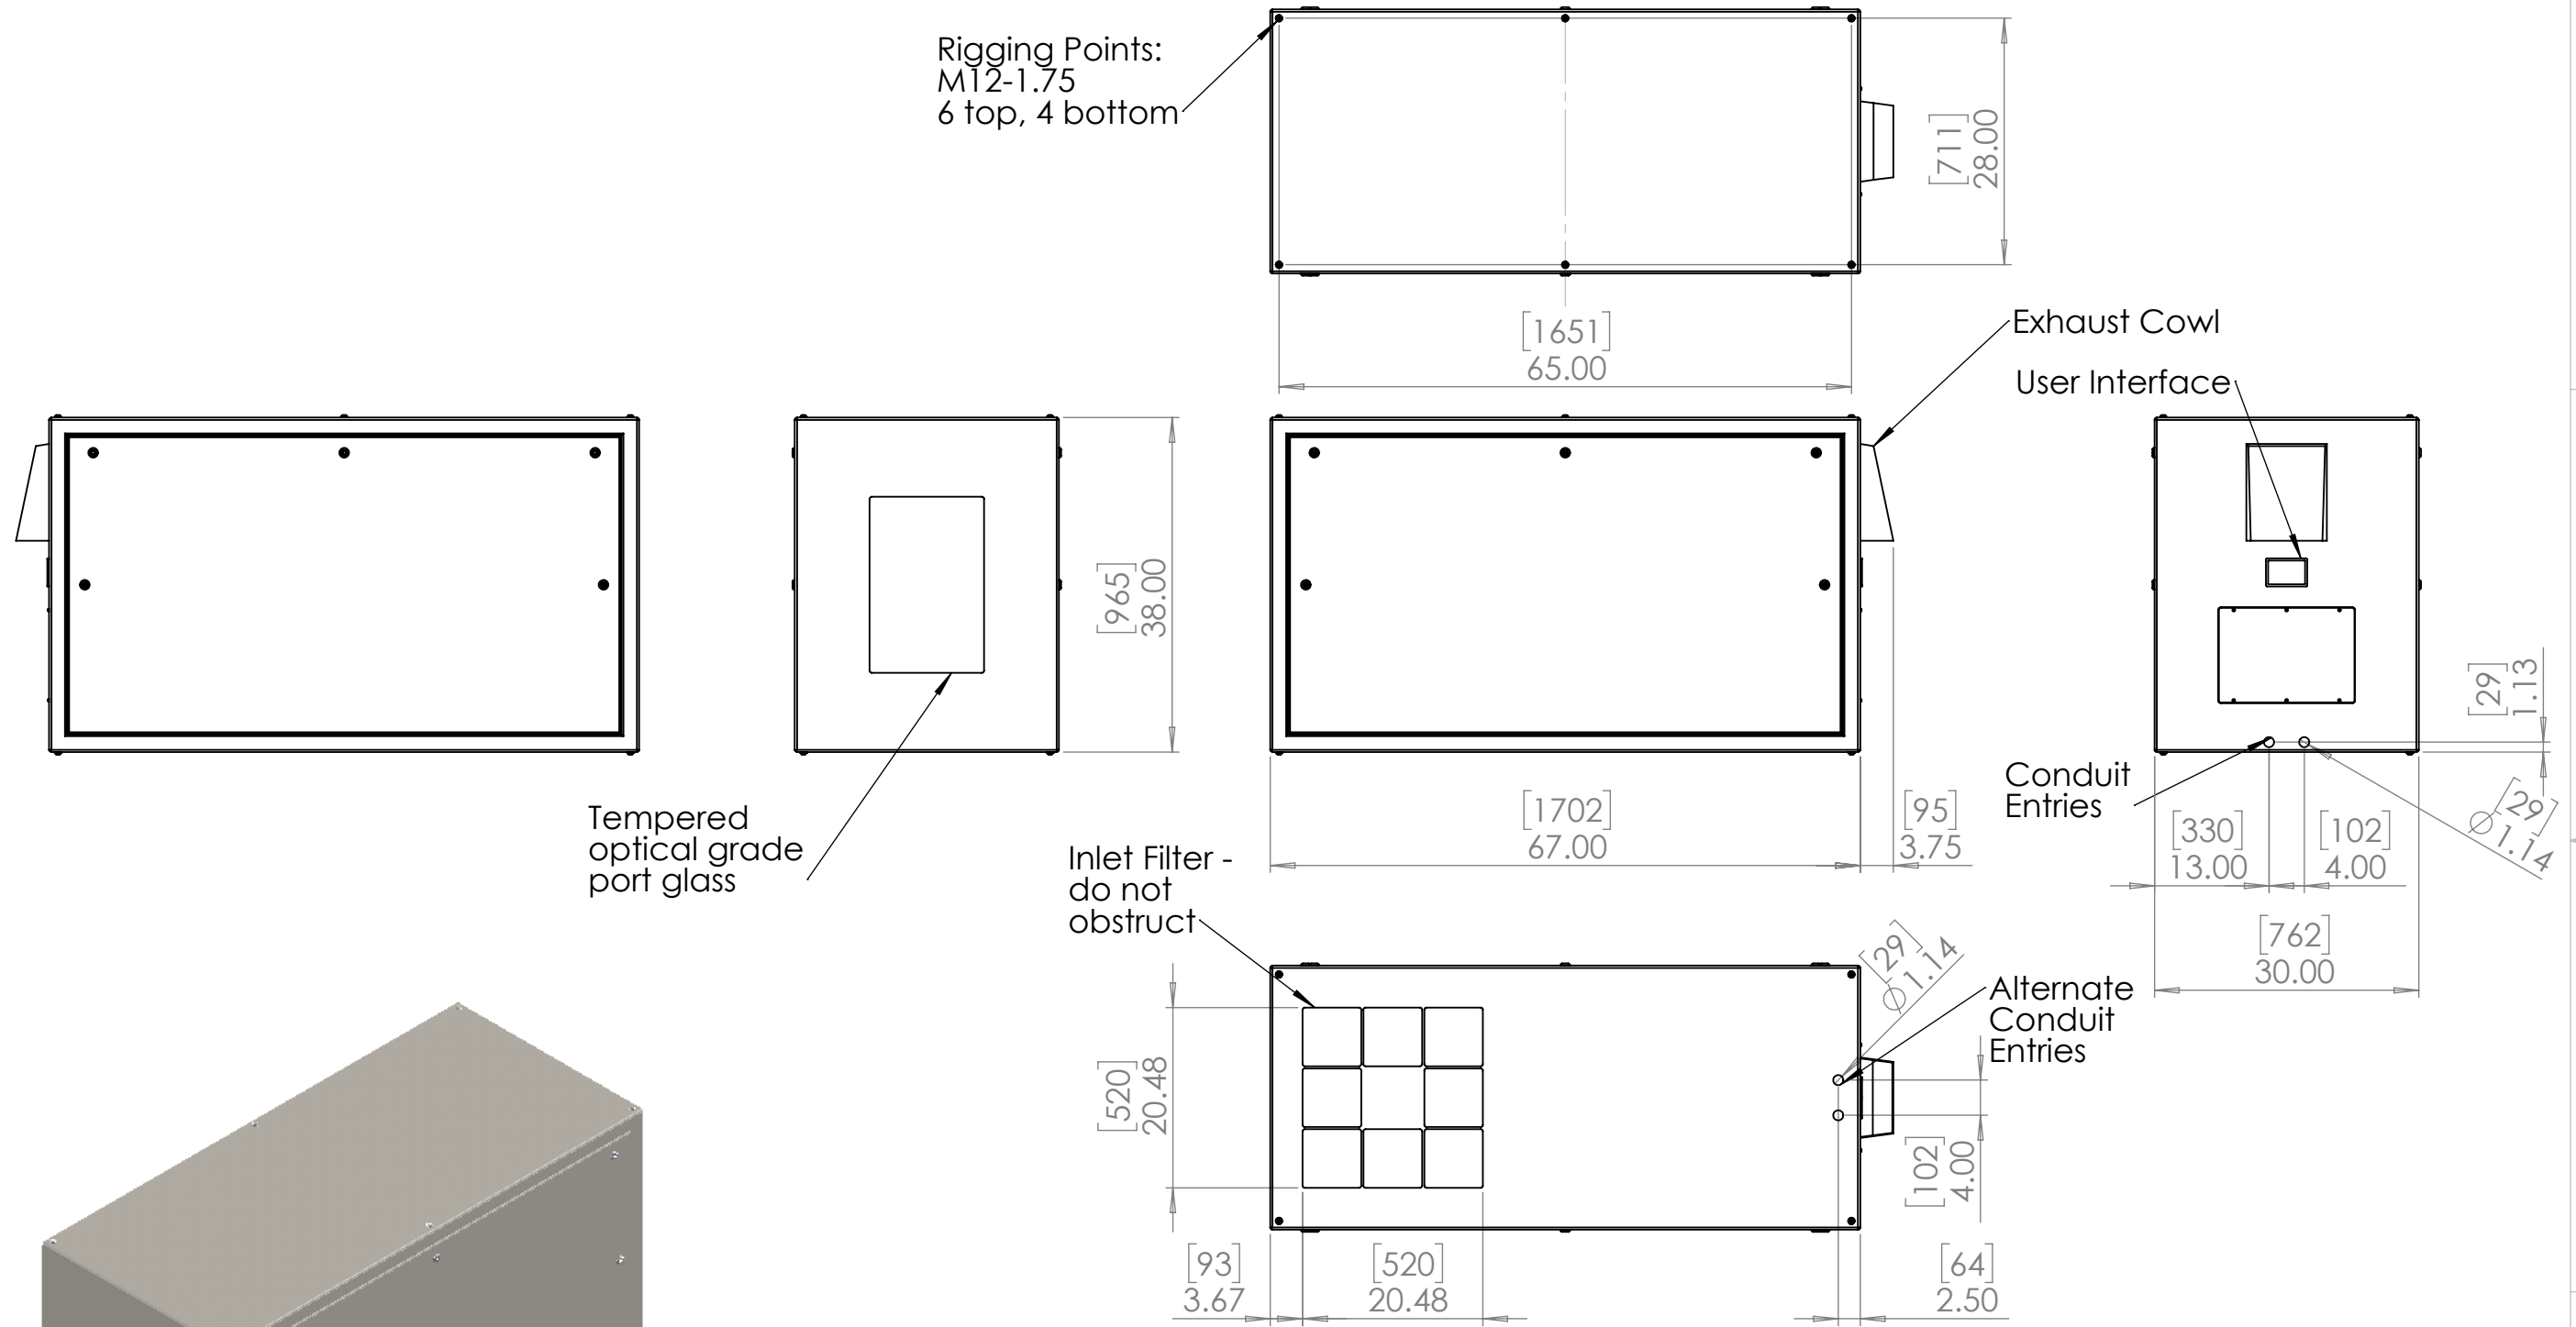 Rigging Points:
M12-1.75
6 top, 4 bottom
[711]
28.00
[1651]
65.00
Exhaust Cowl
User Interface
[965]
38.00
[29]
1.13
Tempered
optical grade
port glass
[1702]
67.00
[95]
3.75
Conduit
Entries
[330]
13.00
[102]
4.00
[29]
∅1.14
[762]
30.00
Inlet Filter -
do not
obstruct
[29]
∅1.14
Alternate
Conduit
Entries
[520]
20.48
[102]
4.00
[93]
3.67
[520]
20.48
[64]
2.50